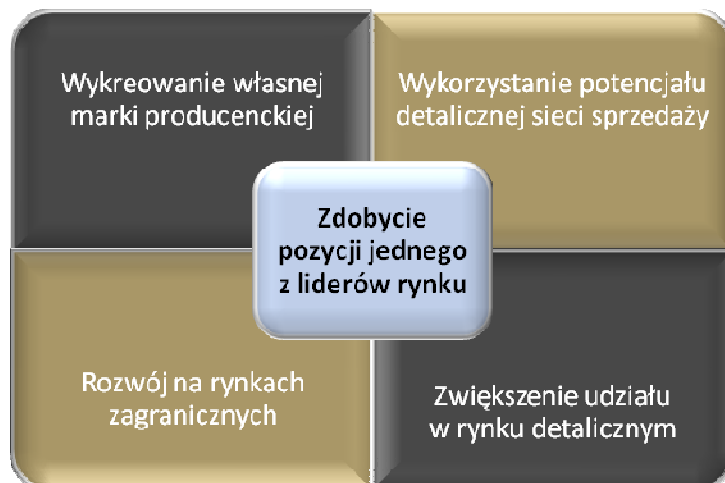 Wykreowanie własnej
marki producenckiej
Wykorzystanie potencjału
detalicznej sieci sprzedaży
Zdobycie
pozycji jednego
z liderów rynku
Rozwój na rynkach
zagranicznych
Zwiększenie udziału
w rynku detalicznym